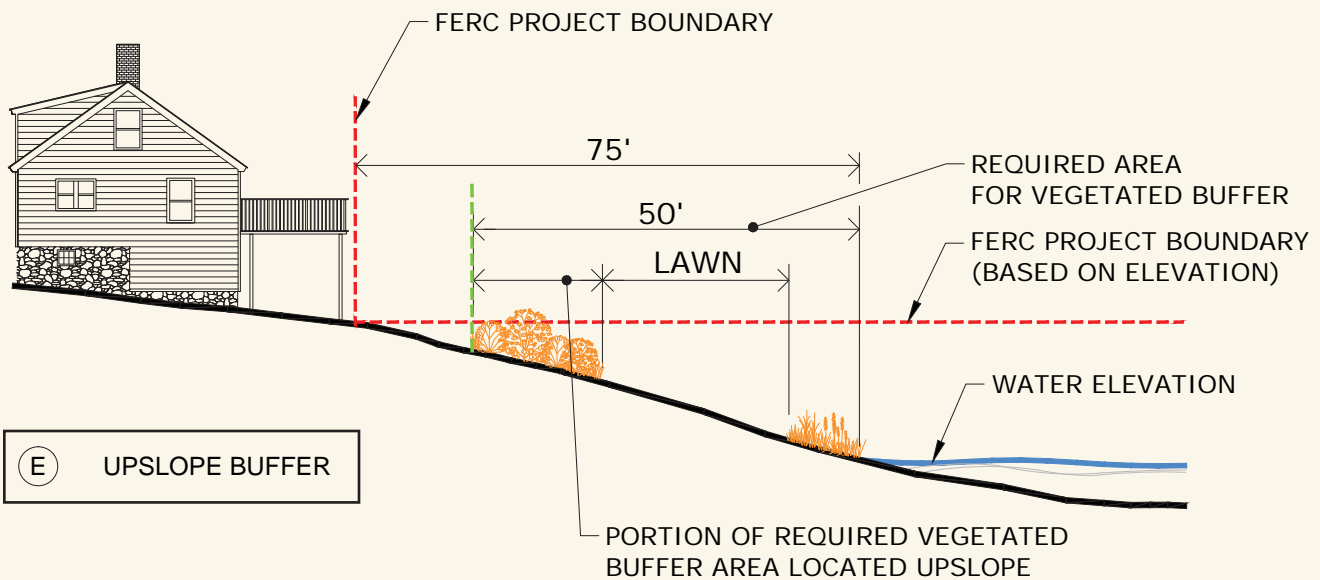 FERC PROJECT BOUNDARY
75'
REQUIRED AREA
FOR VEGETATED BUFFER
50'
FERC PROJECT BOUNDARY
(BASED ON ELEVATION)
LAWN
WATER ELEVATION
E UPSLOPE BUFFER
PORTION OF REQUIRED VEGETATED
BUFFER AREA LOCATED UPSLOPE